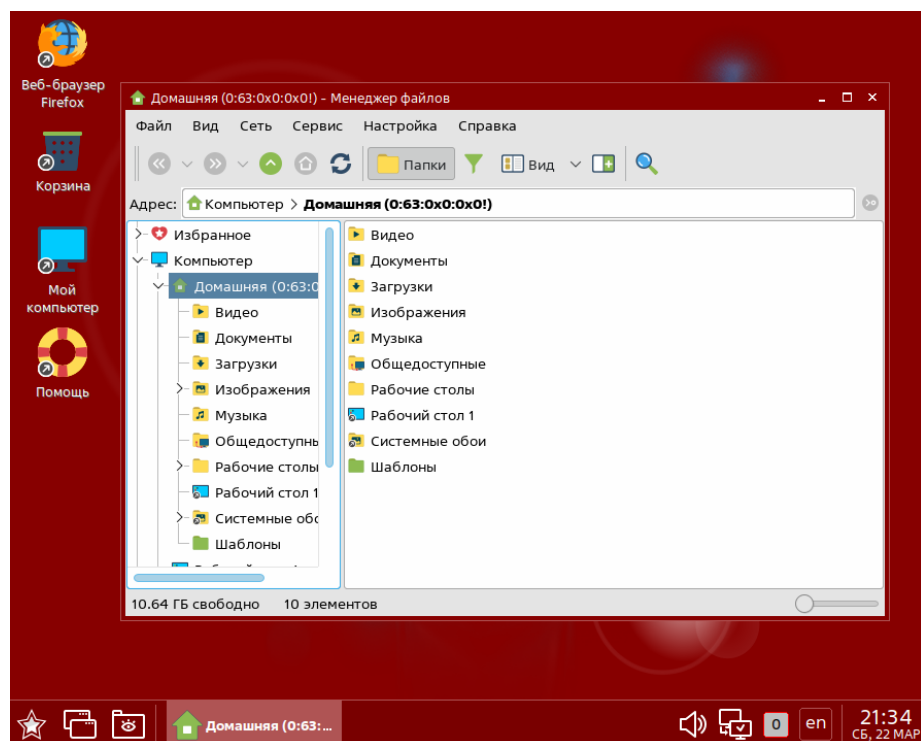 Веб-браузер
Firefox
Корзина
Мой
компьютер
Помощь
Домашняя (0:63:0x0:0x0!) – Менеджер файлов
Файл Вид Сеть Сервис Настройка Справка
Папки Вид
Адрес: Компьютер > Домашняя (0:63:0x0:0x0!)
Избранное
Компьютер
Домашняя (0:63:0
Видео
Документы
Загрузки
Изображения
Музыка
Общедоступнь
Рабочие столы
Рабочий стол 1
Системные обо
Шаблоны
Видео
Документы
Загрузки
Изображения
Музыка
Общедоступные
Рабочие столы
Рабочий стол 1
Системные обои
Шаблоны
10.64 ГБ свободно 10 элементов
Домашняя (0:63:...
0
en
21:34
СБ, 22 МАР